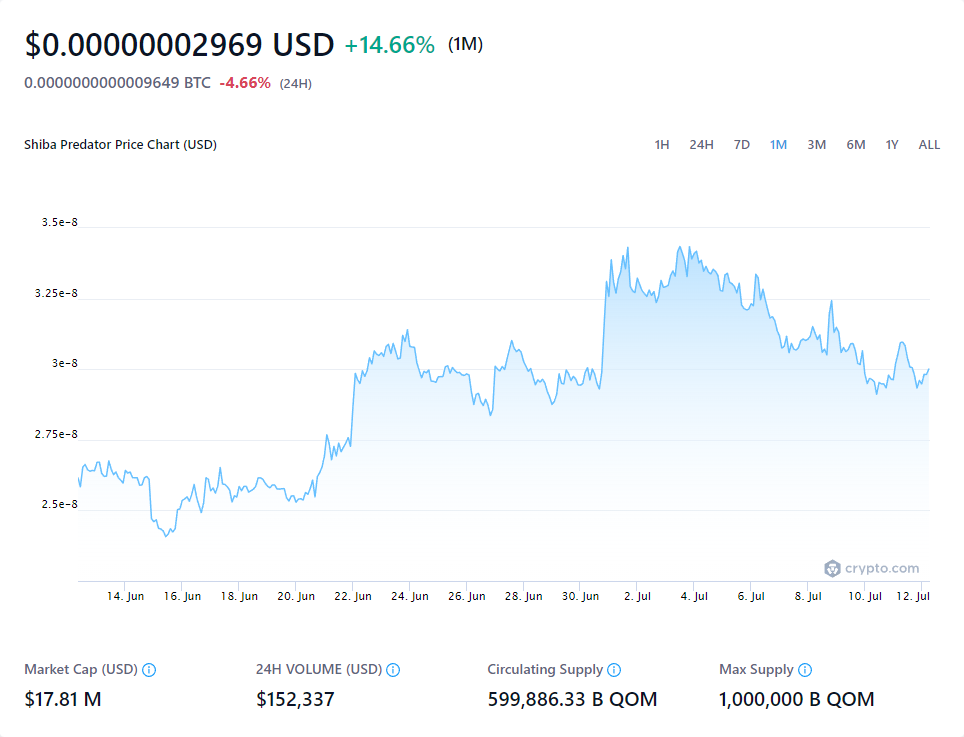 $0.00000002969 USD +14.66% (1M)
0.0000000000009649 BTC -4.66% (24H)
Shiba Predator Price Chart (USD)
1H 24H 7D 1M 3M 6M 1Y ALL
3.5e-8
3.25e-8
3e-8
2.75e-8
2.5e-8
crypto.com
14. Jun 16. Jun 18. Jun 20. Jun 22. Jun 24. Jun 26. Jun 28. Jun 30. Jun 2. Jul 4. Jul 6. Jul 8. Jul 10. Jul 12. Jul
Market Cap (USD) 24H VOLUME (USD) Circulating Supply Max Supply
$17.81 M $152,337 599,886.33 B QOM 1,000,000 B QOM